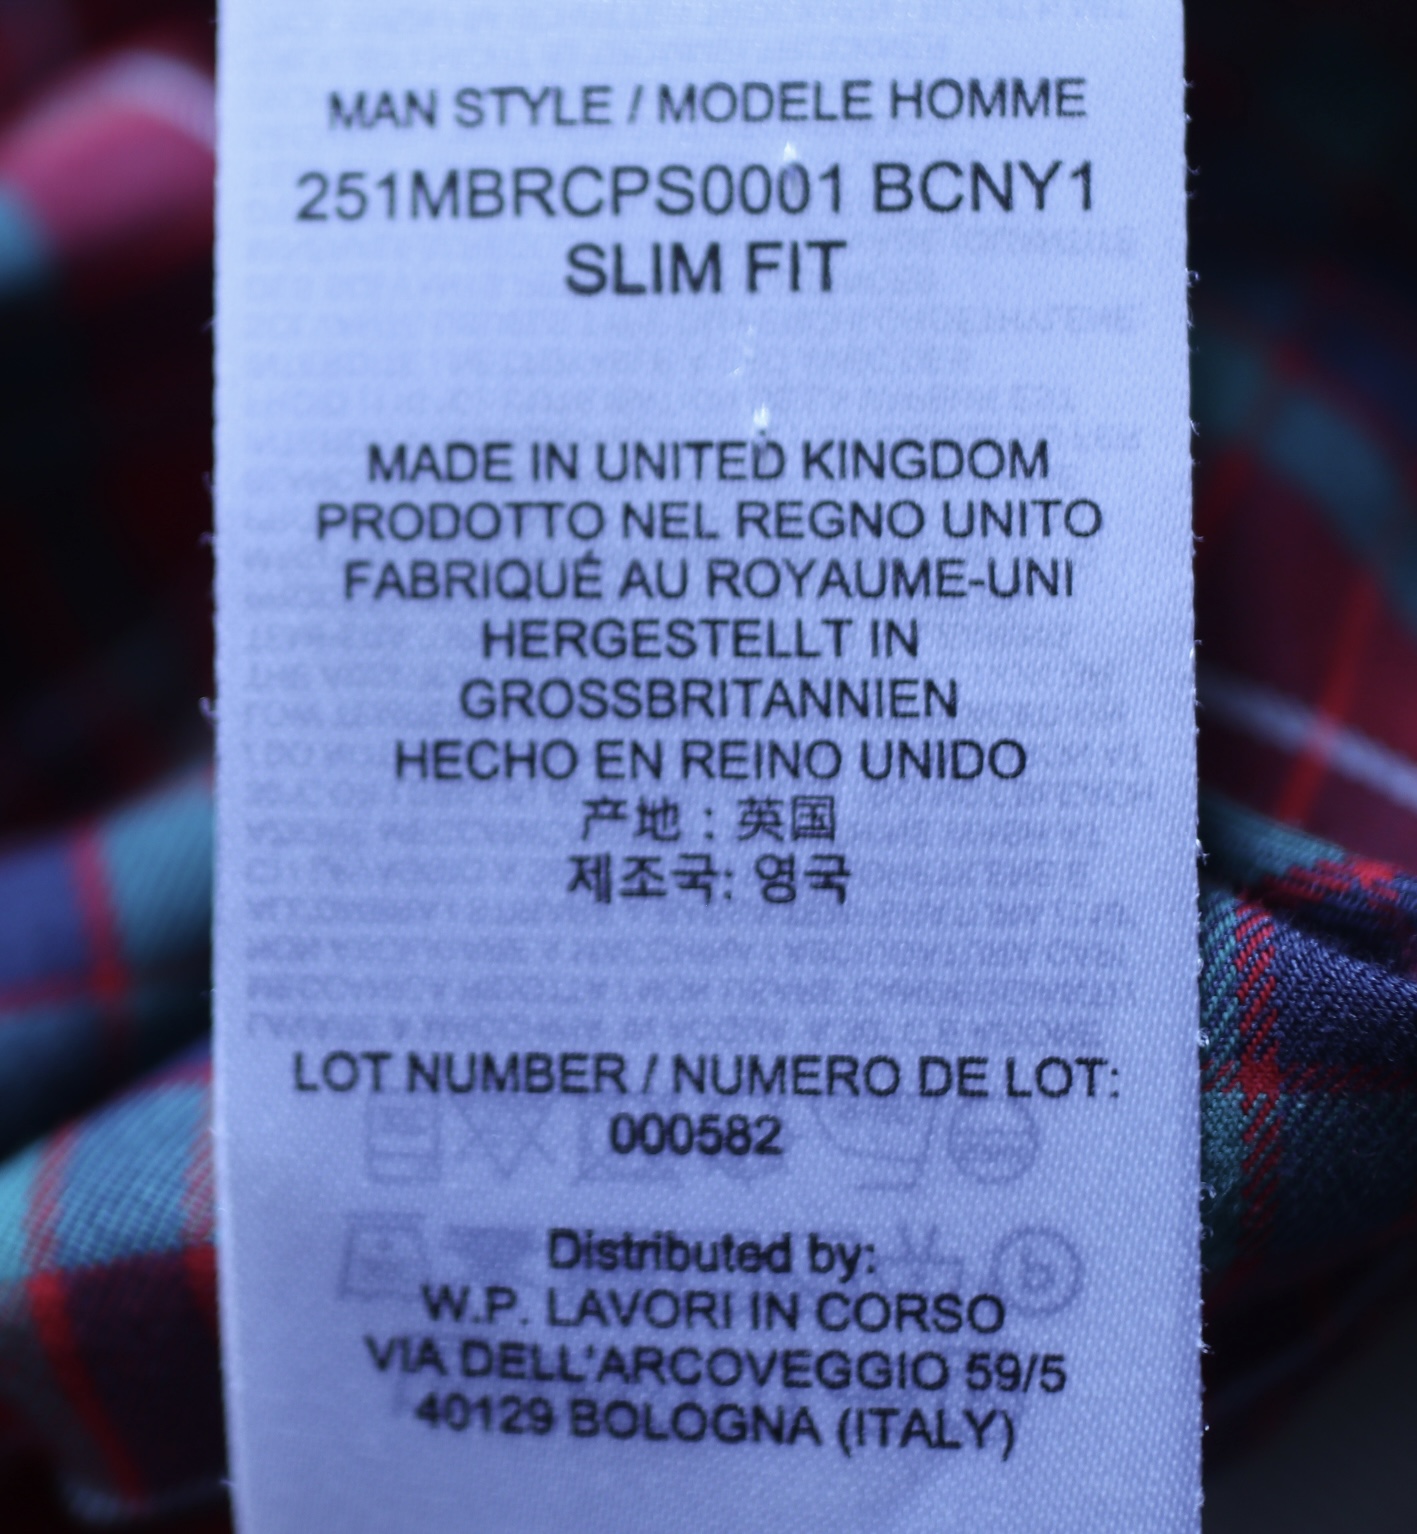 MAN STYLE / MODELE HOMME
251MBRCPS0001 BCNY1
SLIM FIT
MADE IN UNITED KINGDOM
PRODOTTO NEL REGNO UNITO
FABRIQUÉ AU ROYAUME-UNI
HERGESTELLT IN
GROSSBRITANNIEN
HECHO EN REINO UNIDO
产地：英国
제조국: 영국
LOT NUMBER / NUMERO DE LOT:
000582
Distributed by:
W.P. LAVORI IN CORSO
VIA DELL'ARCOVEGGIO 59/5
40129 BOLOGNA (ITALY)